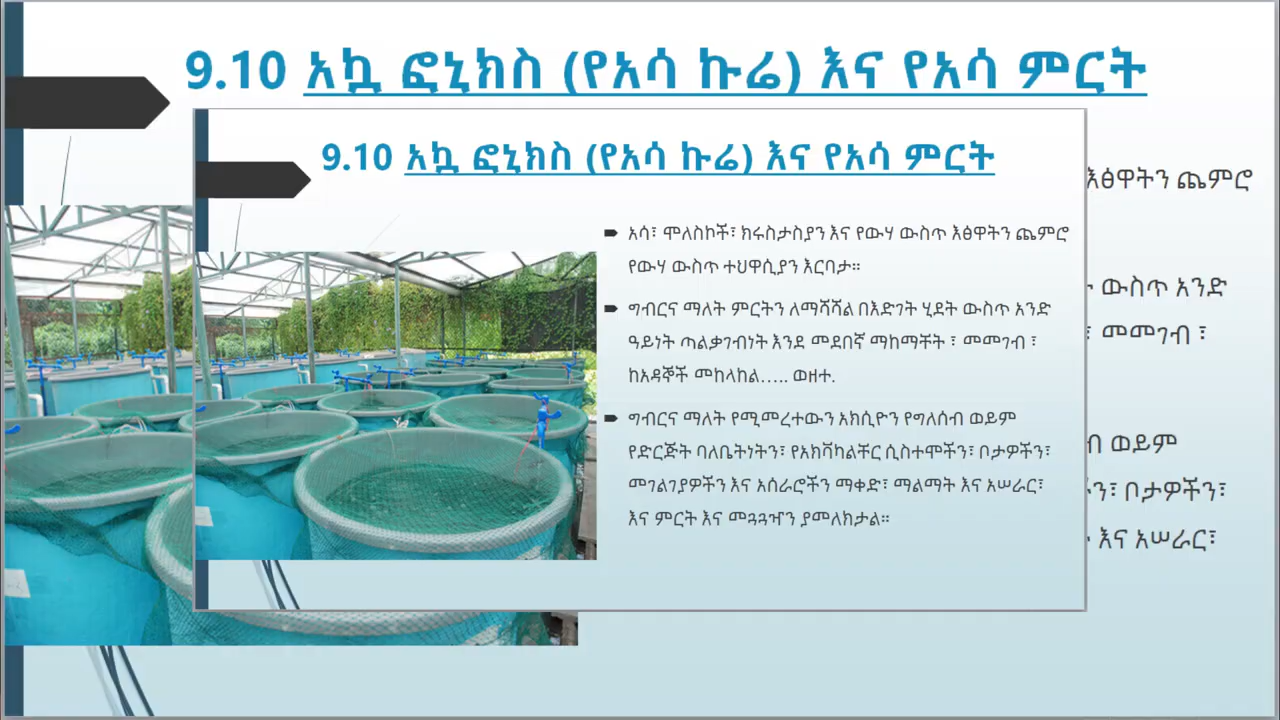 9.10 አኳ ፎኒክስ (የአሳ ኩሬ) እና የአሳ ምርት
9.10 አኳ ፎኒክስ (የአሳ ኩሬ) እና የአሳ ምርት
አሳ፣ ሞለስኮች፣ ክሩስታስያን እና የውሃ ውስጥ እፅዋትን ጨምሮ
የውሃ ውስጥ ተህዋሲያን እርባታ።
ግብርና ማለት ምርትን ለማሻሻል በእድገት ሂደት ውስጥ አንድ
ዓይነት ጣልቃገብነት እንደ መደበኛ ማከማቸት ፣ መመገብ ፣
ከአዳኞች መከላከል..... ወዘተ.
ግብርና ማለት የሚመረተውን አክሲዮን የግለሰብ ወይም
የድርጅት ባለቤትነትን፣ የአክቫካልቸር ሲስተሞችን፣ ቦታዎችን፣
መገልገያዎችን እና አሰራሮችን ማቀድ፣ ማልማት እና አሠራር፣
እና ምርት እና መጓጓዣን ያመለክታል።
እፅዋትን ጨምሮ
ውስጥ አንድ
፣ መመገብ ፣
ወይም
ቦታዎችን፣
እና አሠራር፣